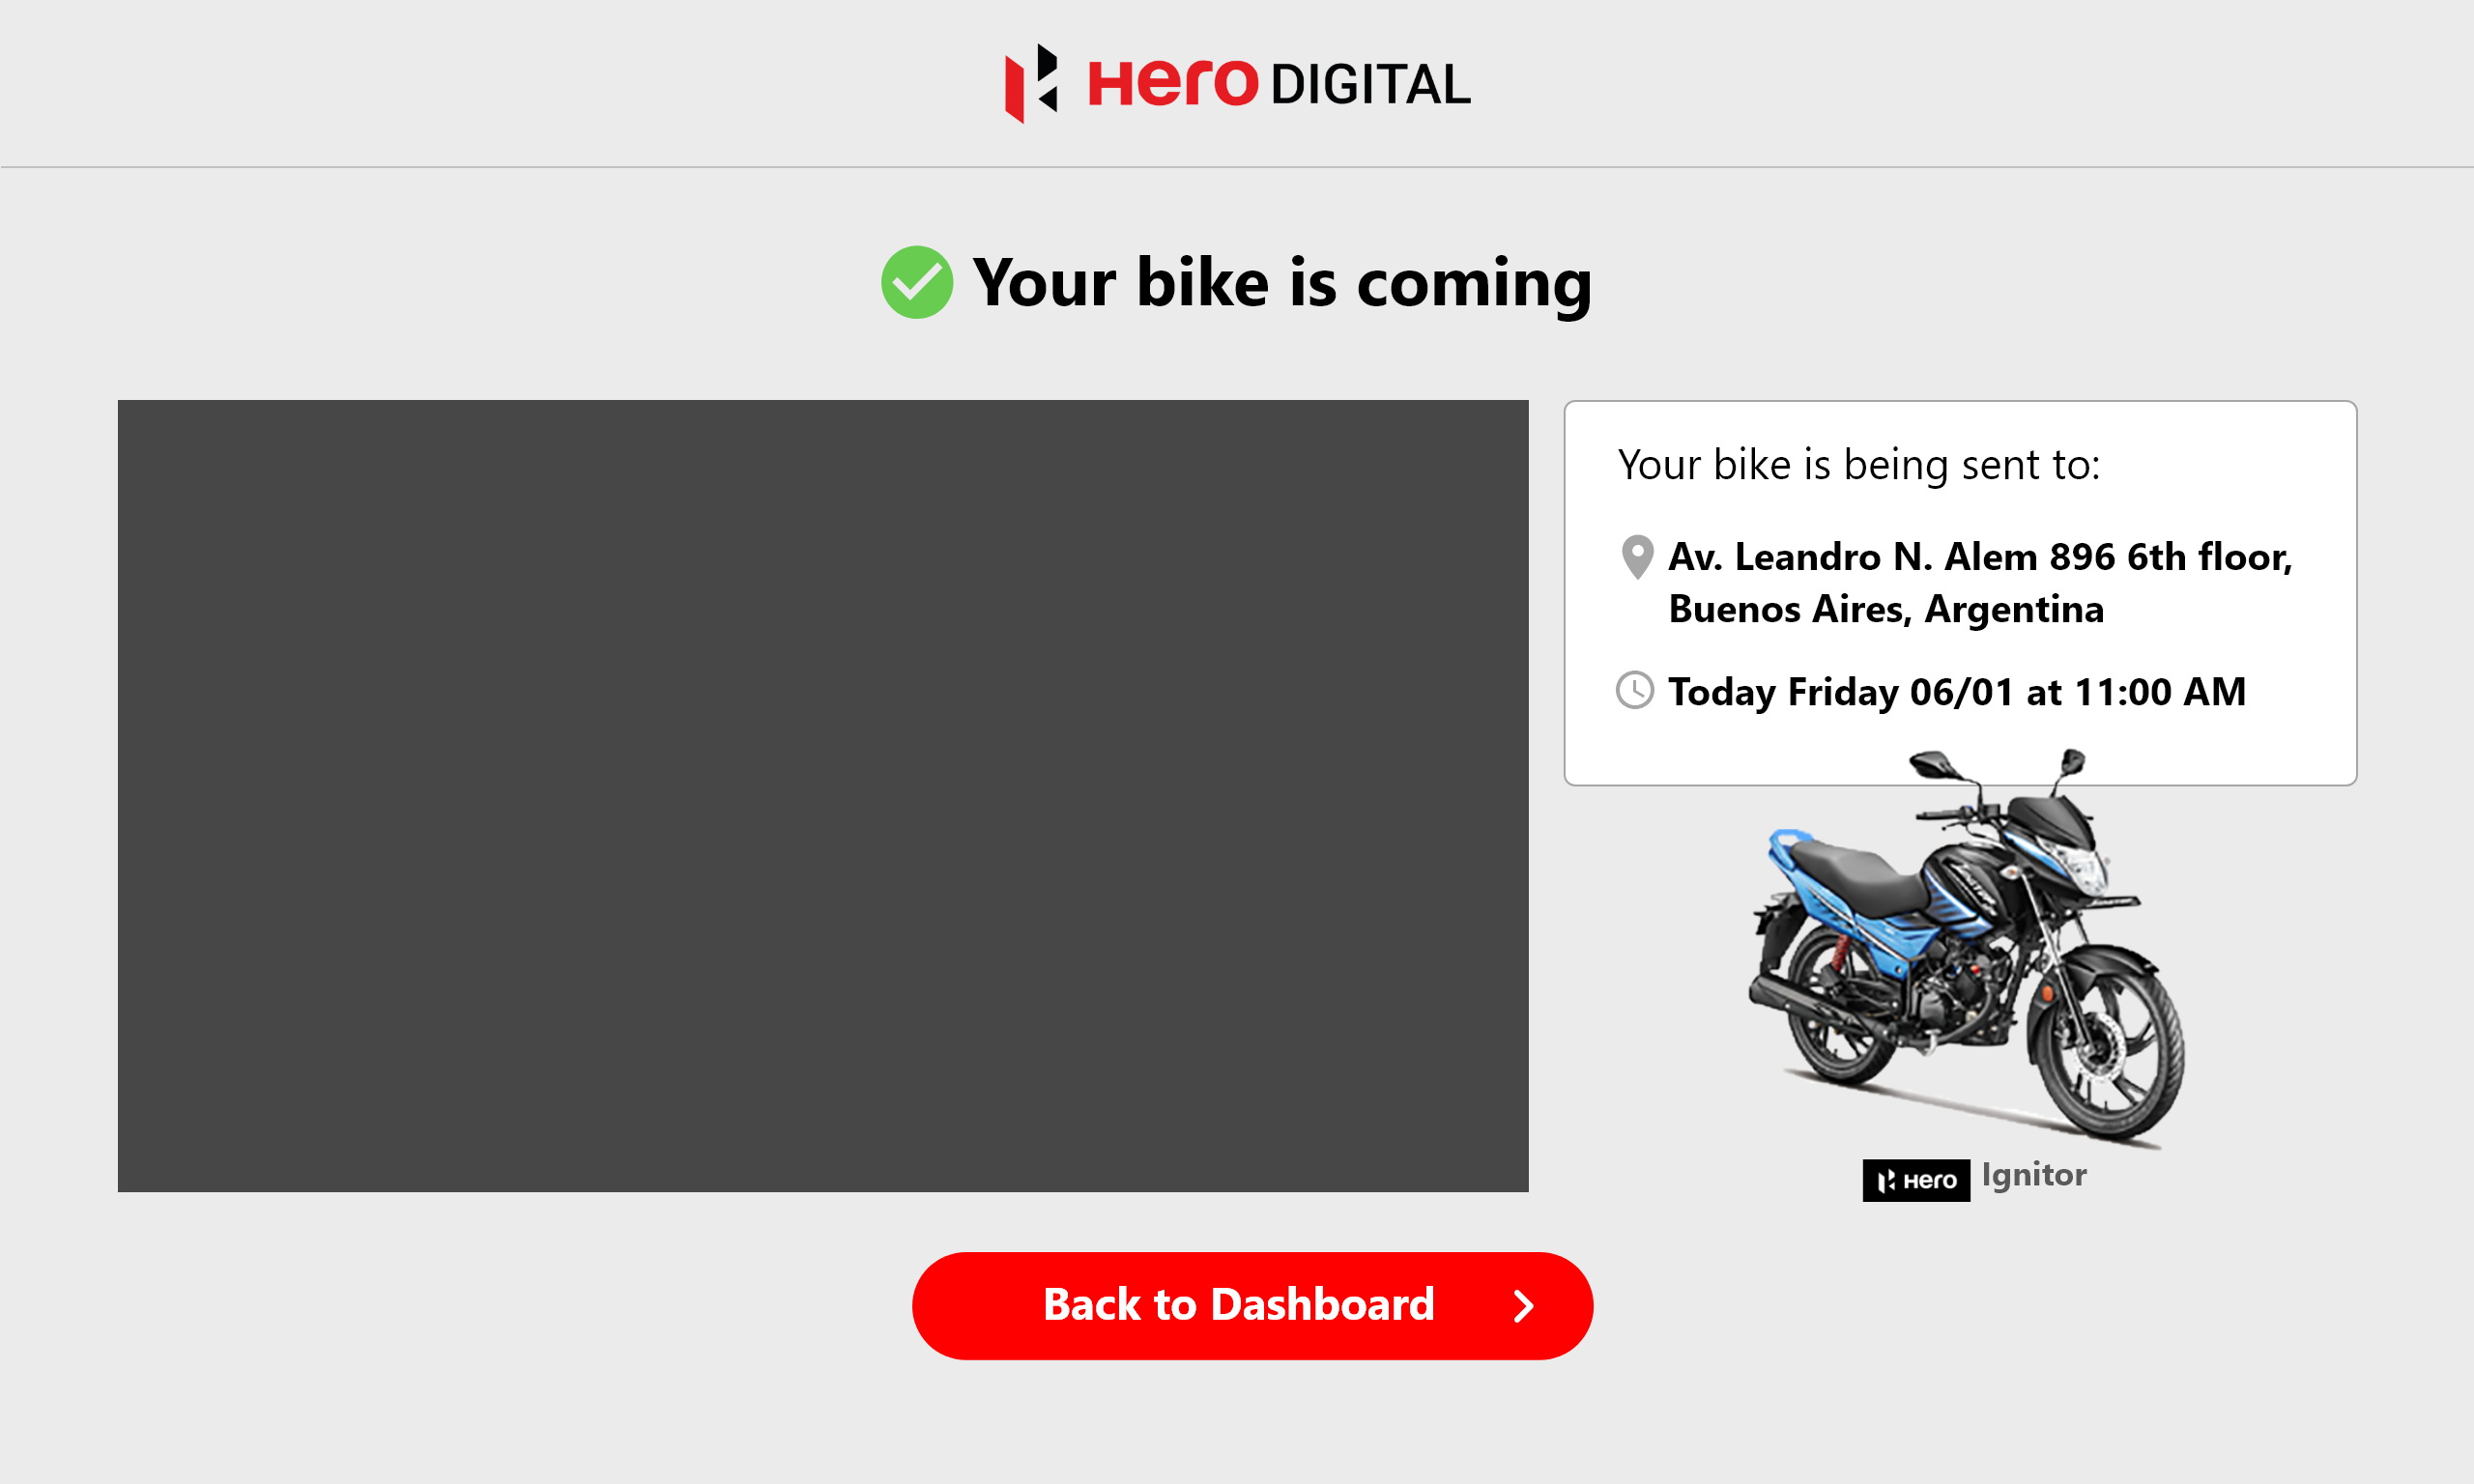 Hero DIGITAL
Your bike is coming
Your bike is being sent to:
Av. Leandro N. Alem 896 6th floor,
Buenos Aires, Argentina
Today Friday 06/01 at 11:00 AM
Hero Ignitor
Back to Dashboard